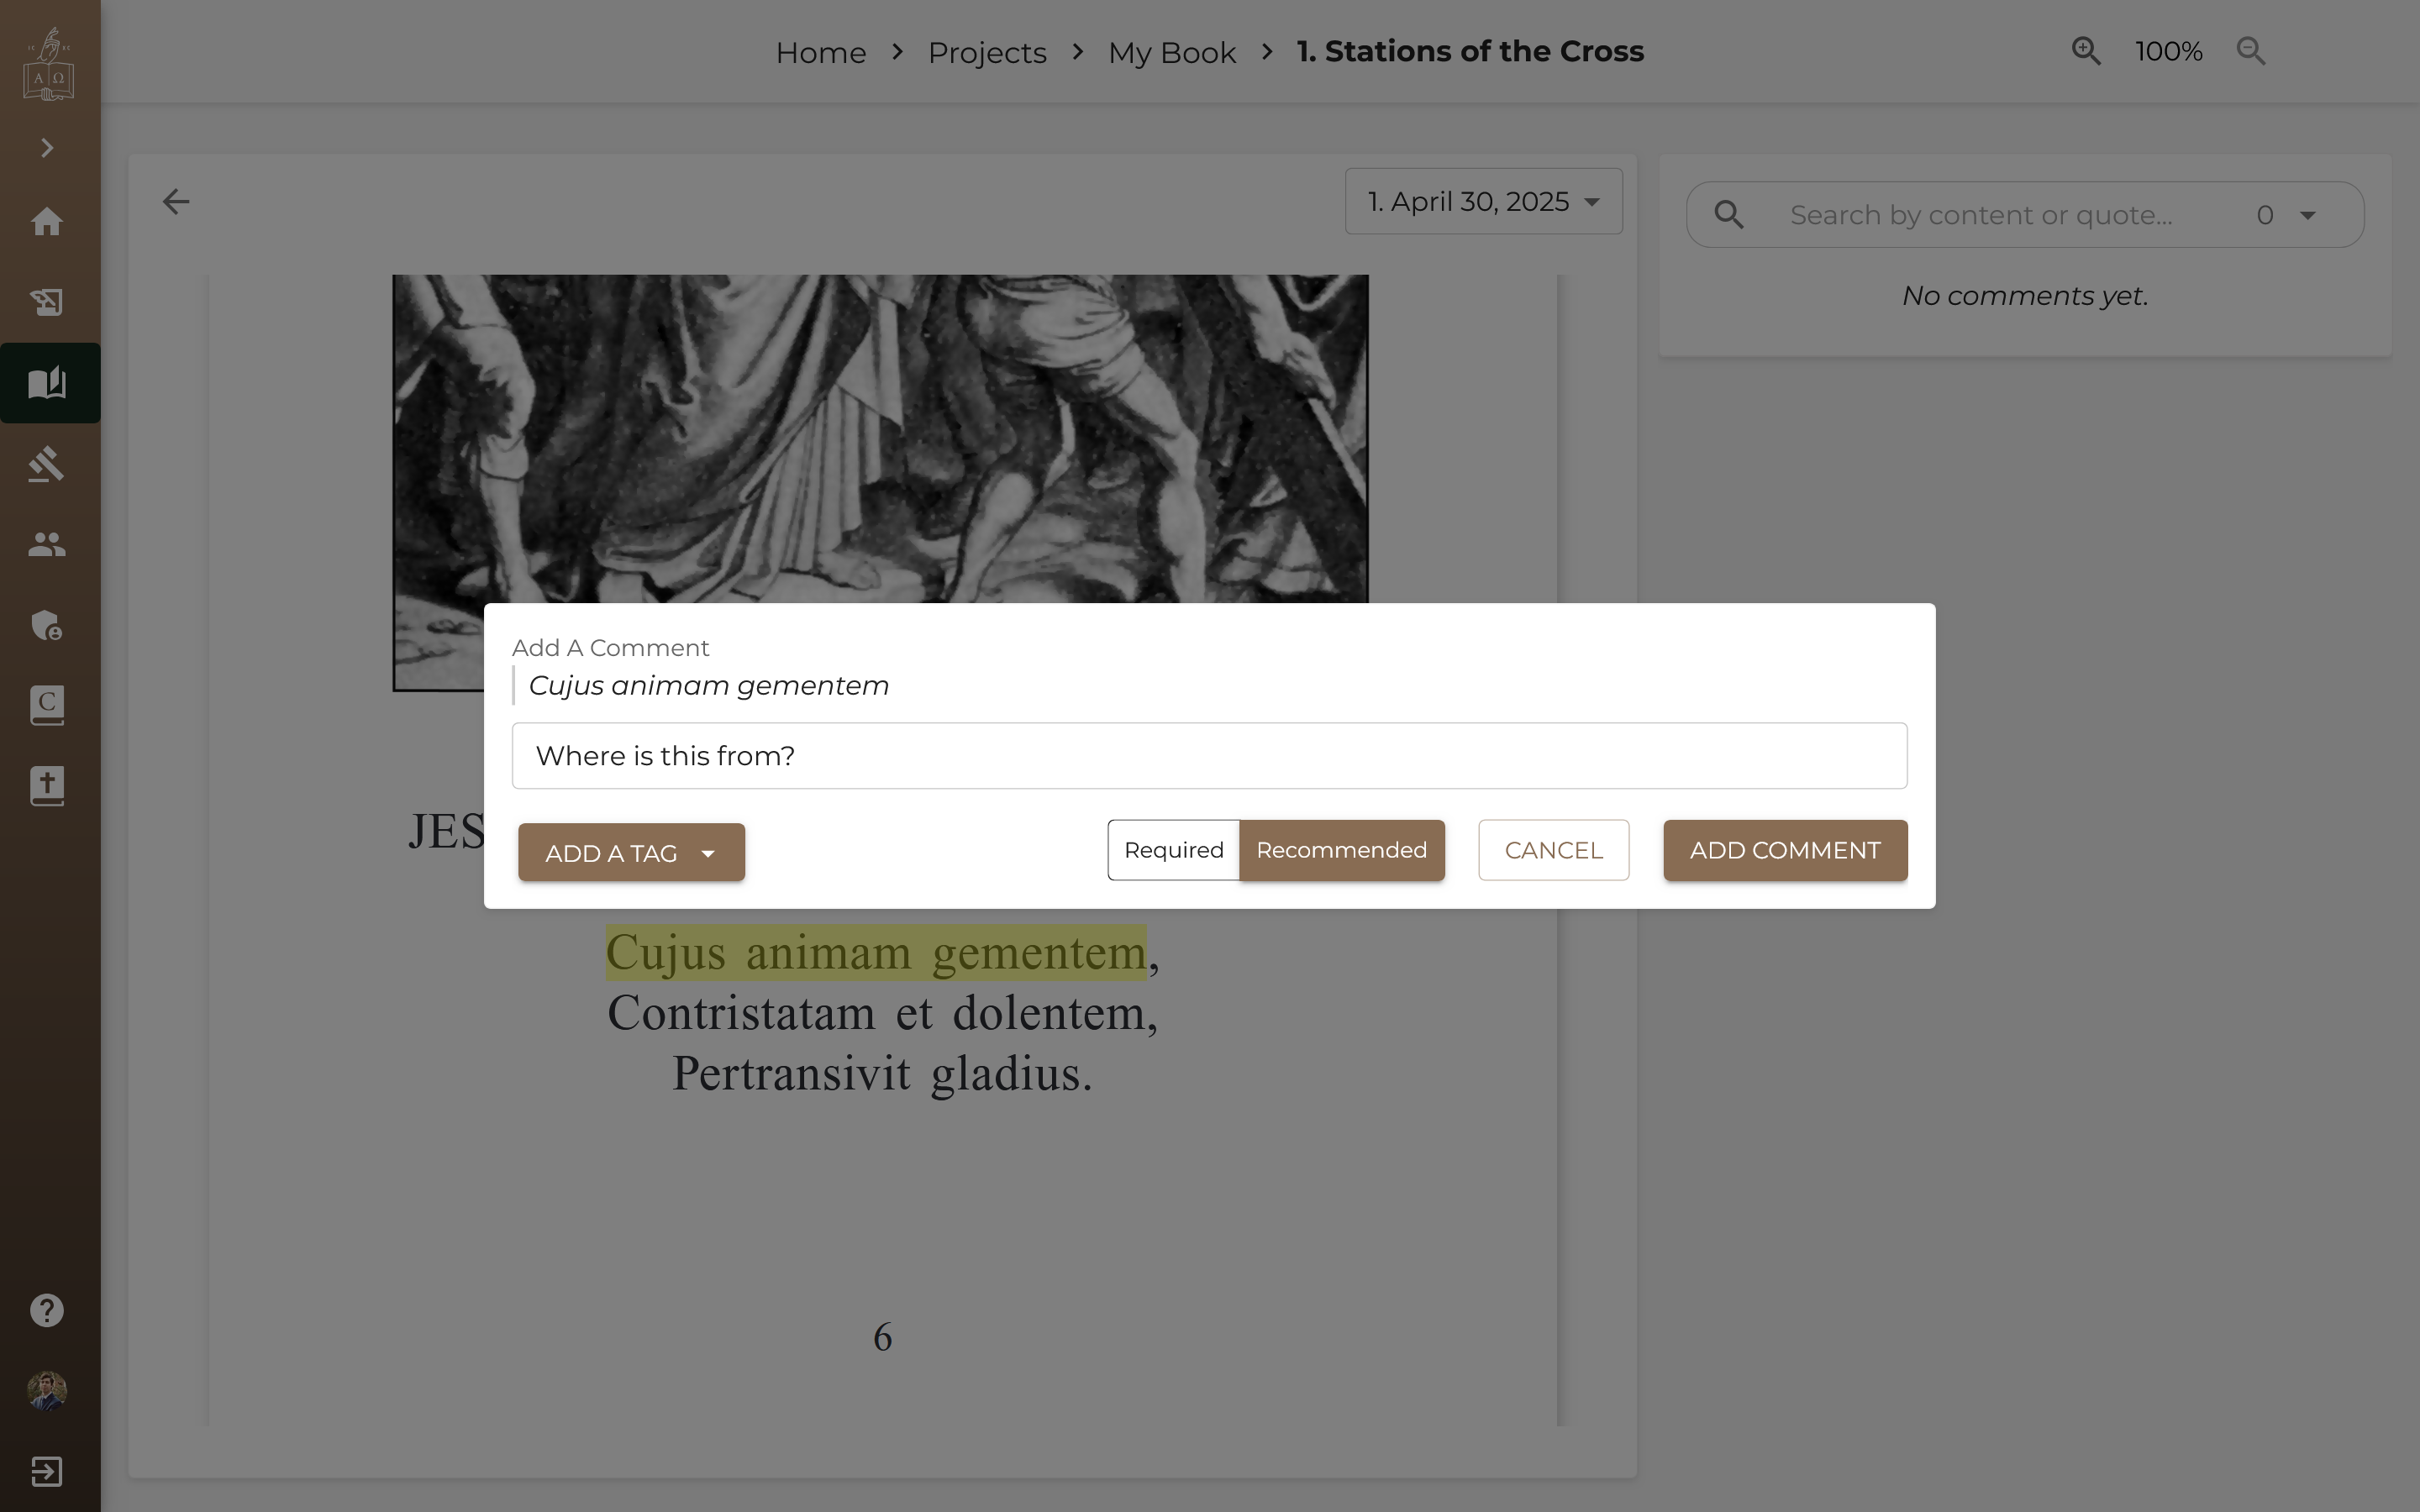 Home > Projects > My Book > 1. Stations of the Cross
100%
Α Ω
1. April 30, 2025
Search by content or quote... 0
No comments yet.
C
Add A Comment
Cujus animam gementem
Where is this from?
ADD A TAG
Required
Recommended
CANCEL
ADD COMMENT
JES
Cujus animam gementem,
Contristatam et dolentem,
Pertransivit gladius.
6